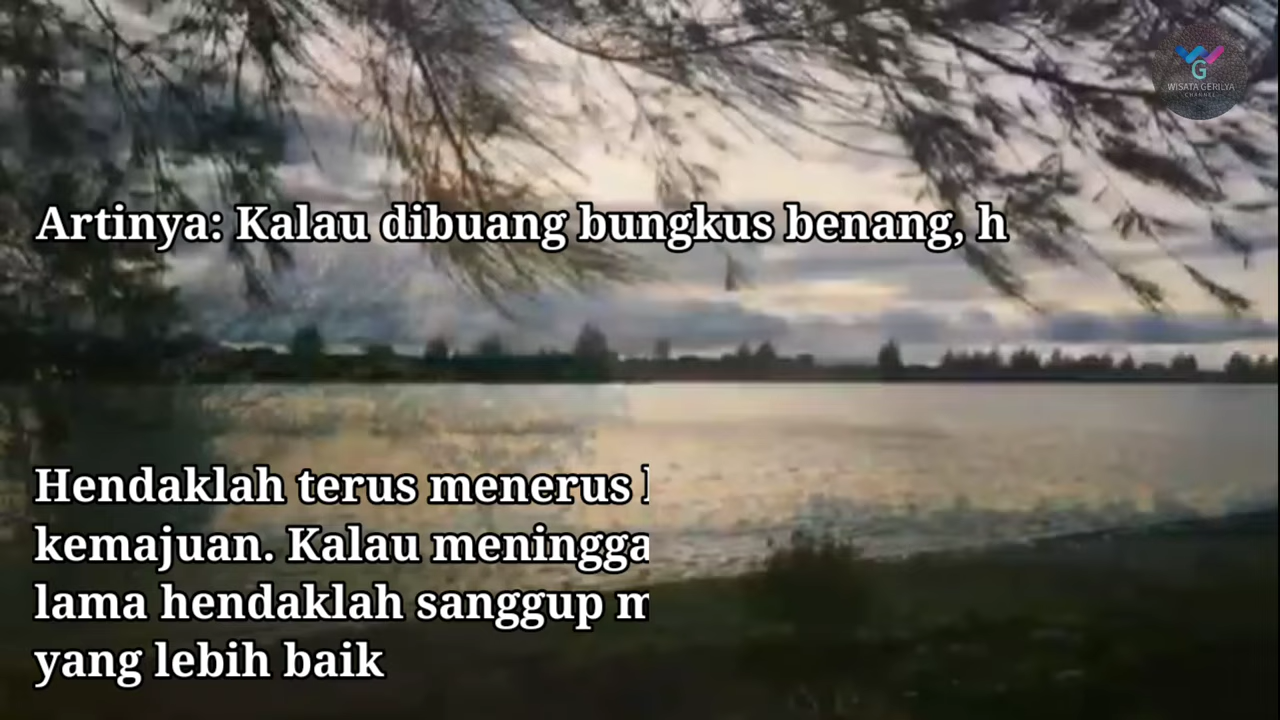 WISATA GERILYA
CHANNEL
Artinya: Kalau dibuang bungkus benang, h
Hendaklah terus menerus
kemajuan. Kalau meningga
lama hendaklah sanggup m
yang lebih baik